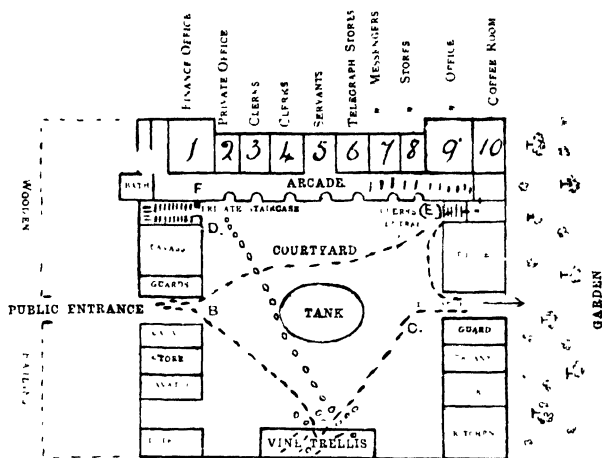 FINANCE OFFICE
PRIVATE OFFICE
CLERKS
CLERKS
SERVANTS
TELEGRAPH STORES
MESSENGERS
" STORES
" OFFICE
COFFEE ROOM
1 2 3 4 5 6 7 8 9 10
BATH
F
ARCADE
PRIVATE STAIRCASE
(E)
D.
COURTYARD
WOODEN
GUARDS
PUBLIC ENTRANCE
B
TANK
C.
GARDEN
GUARD
STORE
RAILING
KITCHEN
VINE TRELLIS